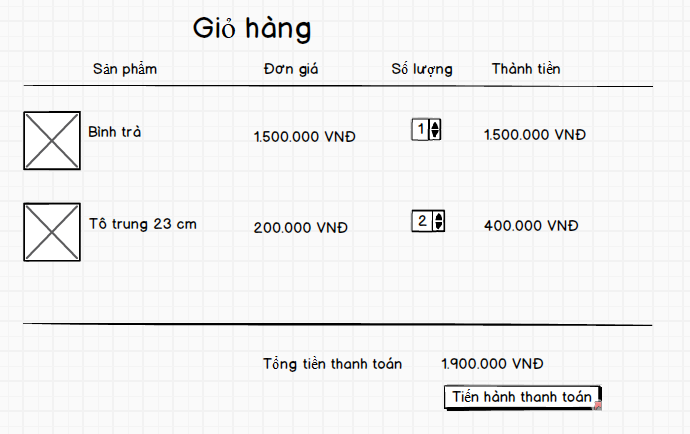 Giỏ hàng
Sản phẩm Đơn giá Số lượng Thành tiền
Bình trà 1.500.000 VNĐ 1 1.500.000 VNĐ
Tô trung 23 cm 200.000 VNĐ 2 400.000 VNĐ
Tổng tiền thanh toán 1.900.000 VNĐ
Tiến hành thanh toán